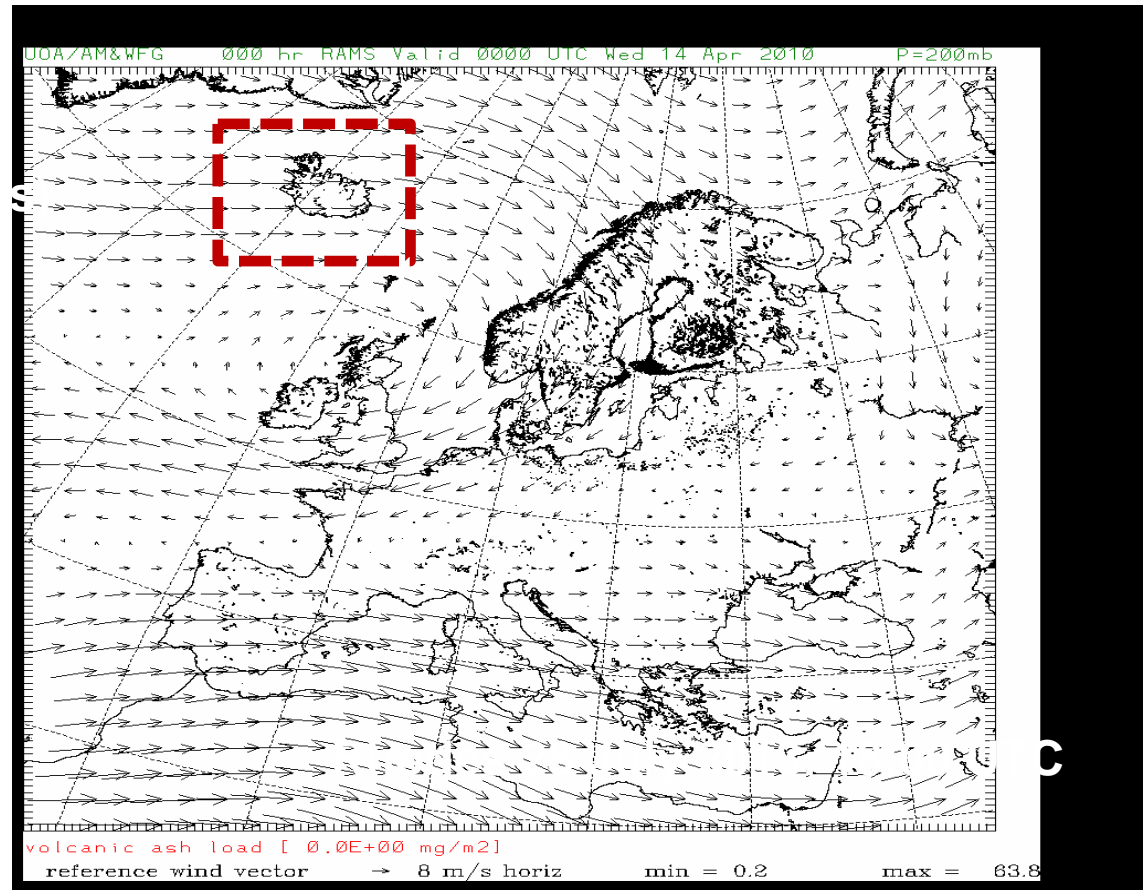 UOA/AM&WFG 000 hr RAMS Valid 0000 UTC Wed 14 Apr 2010 P=200mb
s
UTC
volcanic ash load [ 0.0E+00 mg/m2]
reference wind vector → 8 m/s horiz min = 0.2 max = 63.8